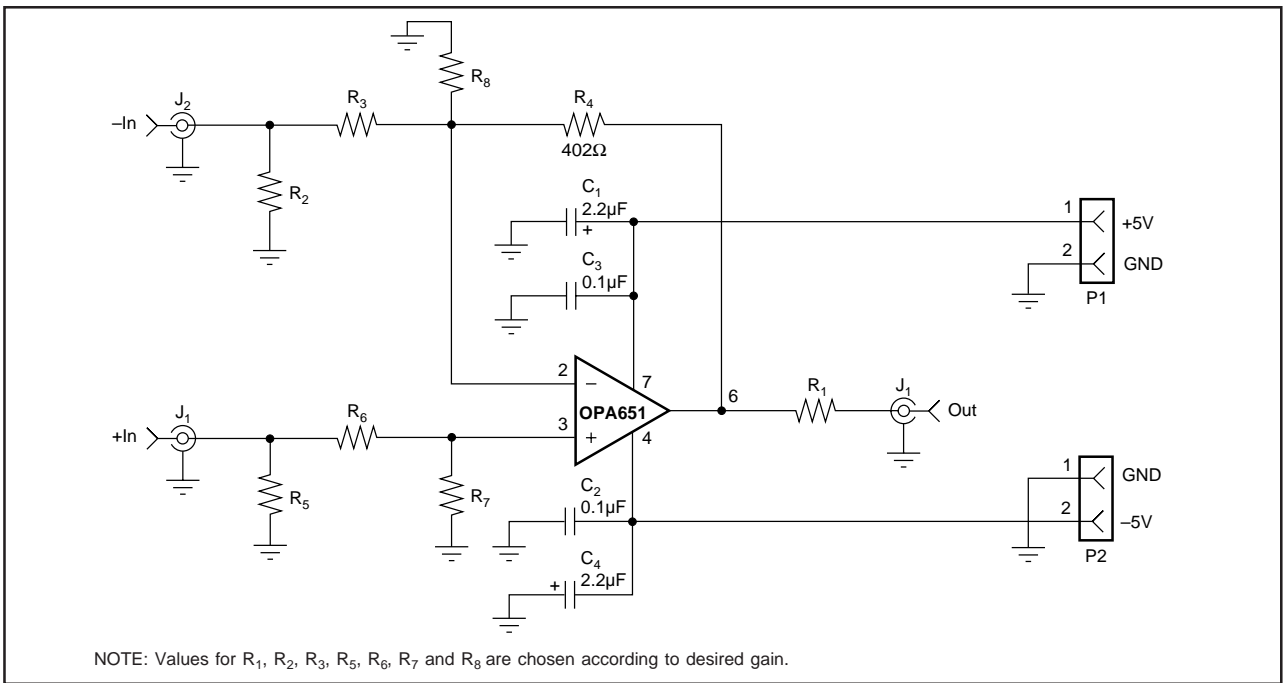 R8
J2
R3
R4
–In
402Ω
R2
C1
2.2µF
+
1
+5V
C3
0.1µF
2
GND
P1
2
–
7
OPA651
6
R1
J1
Out
J1
R6
+In
3
+
4
R5
R7
C2
0.1µF
1
GND
2
–5V
P2
C4
+
2.2µF
NOTE: Values for R1, R2, R3, R5, R6, R7 and R8 are chosen according to desired gain.